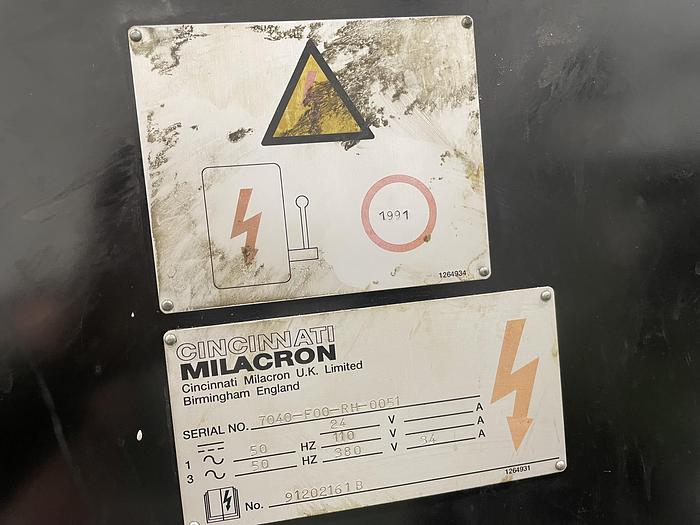 1991
1264934
CINCINNATI
MILACRON
Cincinnati Milacron U.K. Limited
Birmingham England
SERIAL NO. 7040-F00-RH-0051
24 V A
1 50 HZ 110 V A
3 50 HZ 380 V 34 A
1264931
No. 91202161B